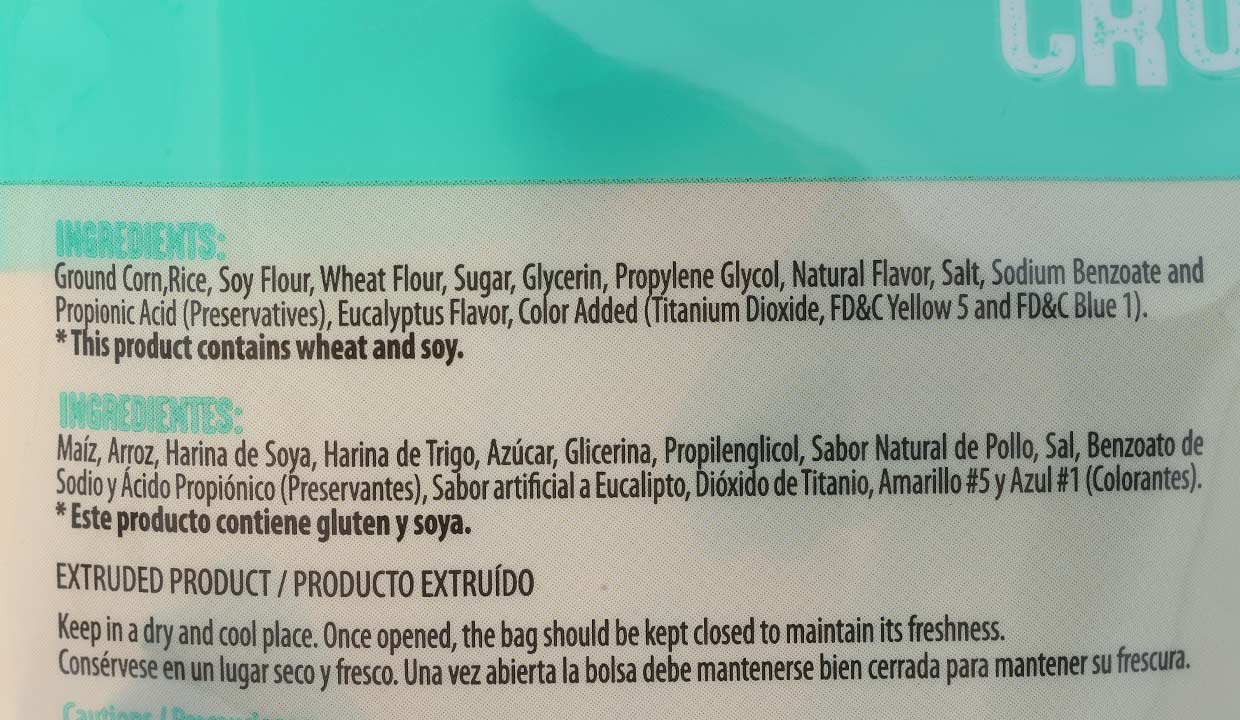 CRU
INGREDIENTS:
Ground Corn,Rice, Soy Flour, Wheat Flour, Sugar, Glycerin, Propylene Glycol, Natural Flavor, Salt, Sodium Benzoate and
Propionic Acid (Preservatives), Eucalyptus Flavor, Color Added (Titanium Dioxide, FD&C Yellow 5 and FD&C Blue 1).
* This product contains wheat and soy.
INGREDIENTES:
Maíz, Arroz, Harina de Soya, Harina de Trigo, Azúcar, Glicerina, Propilenglicol, Sabor Natural de Pollo, Sal, Benzoato de
Sodio y Ácido Propiónico (Preservantes), Sabor artificial a Eucalipto, Dióxido de Titanio, Amarillo #5 y Azul #1 (Colorantes).
* Este producto contiene gluten y soya.
EXTRUDED PRODUCT / PRODUCTO EXTRUÍDO
Keep in a dry and cool place. Once opened, the bag should be kept closed to maintain its freshness.
Consérvese en un lugar seco y fresco. Una vez abierta la bolsa debe mantenerse bien cerrada para mantener su frescura.
Cautions /